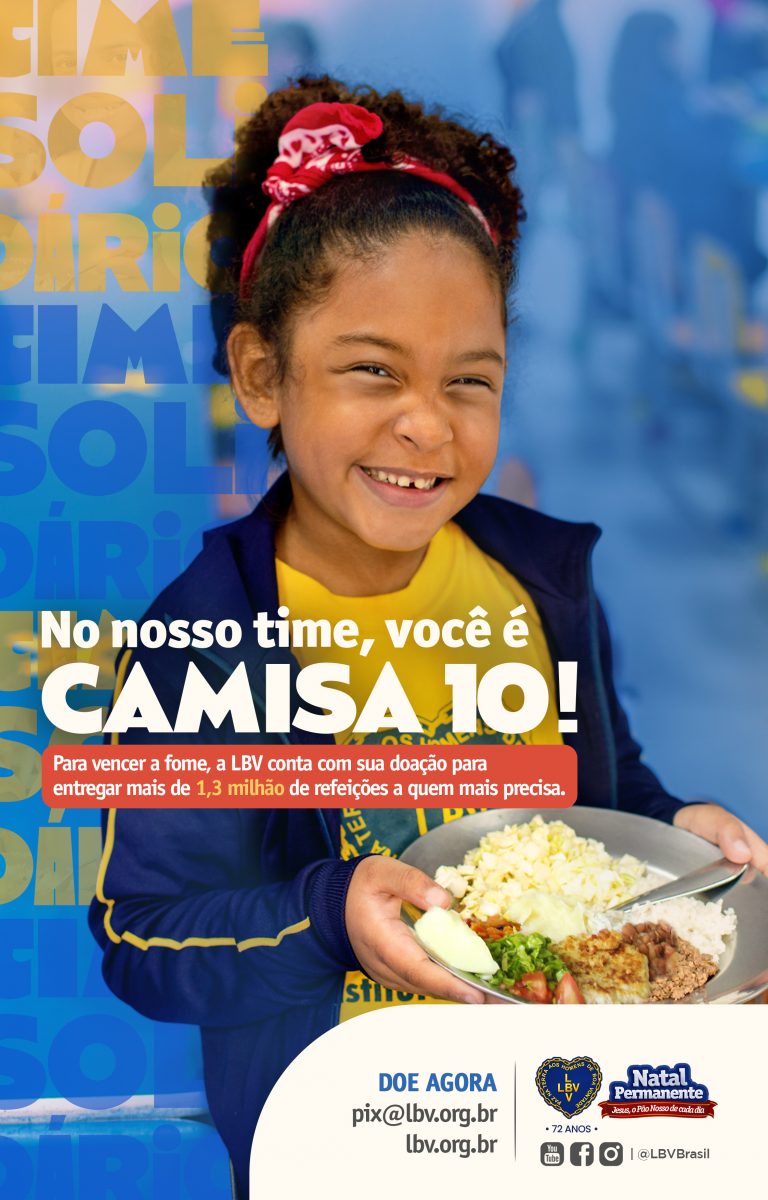 TIME
SOLI
DÁRIO
TIME
SOLI
DÁRIO
No nosso time, você é
CAMISA 10!
Para vencer a fome, a LBV conta com sua doação para
entregar mais de 1,3 milhão de refeições a quem mais precisa.
DOE AGORA
pix@lbv.org.br
lbv.org.br
LBV
• 72 ANOS •
Natal
Permanente
Jesus, o Pão Nosso de cada dia
You
Tube
| @LBVBrasil